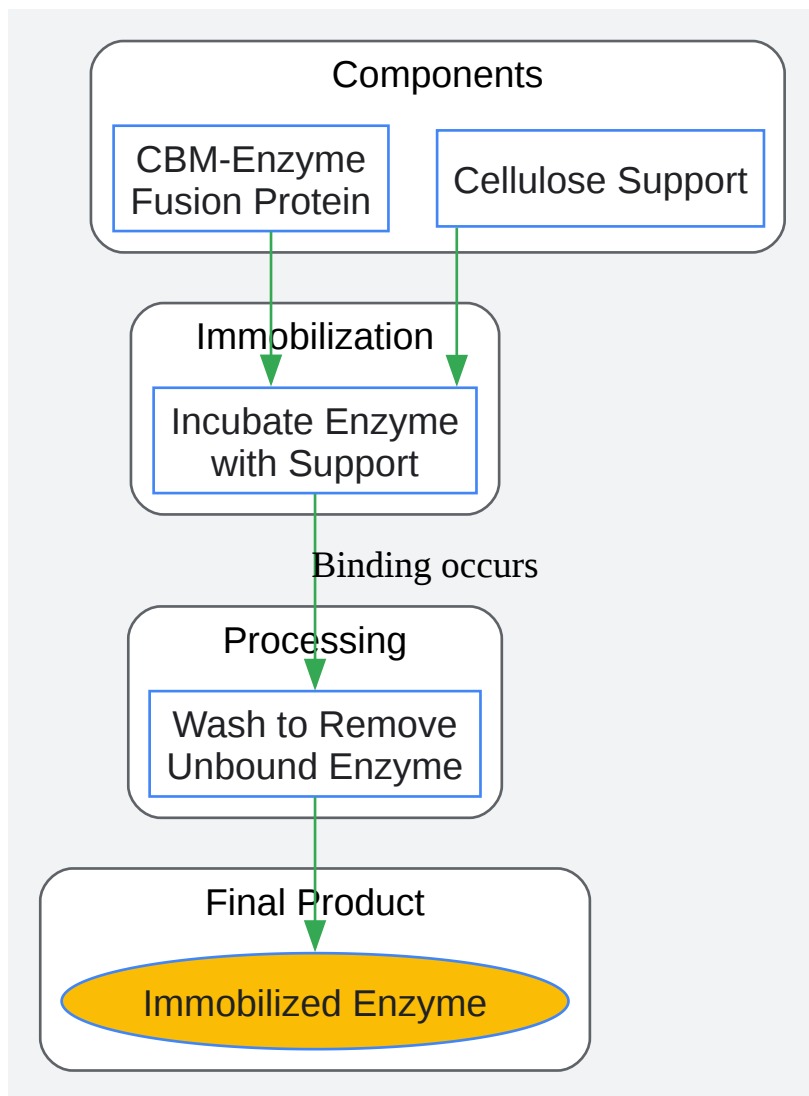 Components
CBM-Enzyme
Fusion Protein
Cellulose Support
Immobilization
Incubate Enzyme
with Support
Binding occurs
Processing
Wash to Remove
Unbound Enzyme
Final Product
Immobilized Enzyme